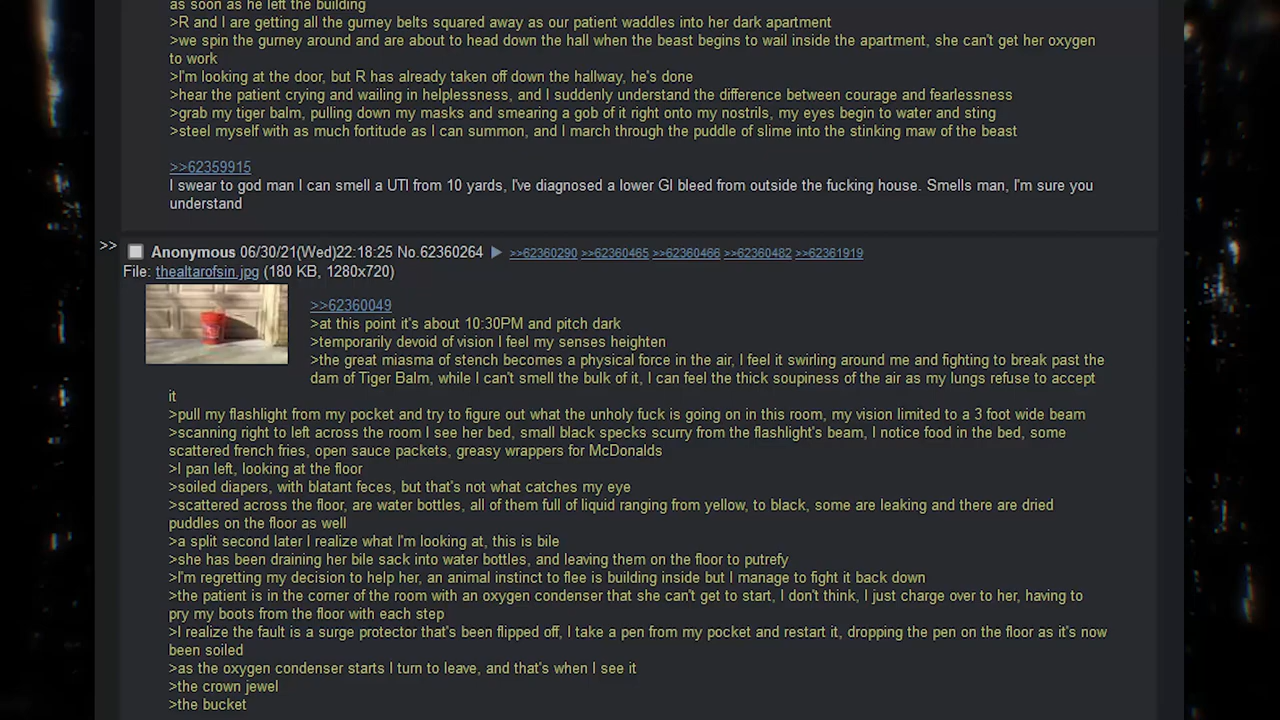 as soon as he left the building
>R and I are getting all the gurney belts squared away as our patient waddles into her dark apartment
>we spin the gurney around and are about to head down the hall when the beast begins to wail inside the apartment, she can't get her oxygen
to work
>I'm looking at the door, but R has already taken off down the hallway, he's done
>hear the patient crying and wailing in helplessness, and I suddenly understand the difference between courage and fearlessness
>grab my tiger balm, pulling down my masks and smearing a gob of it right onto my nostrils, my eyes begin to water and sting
>steel myself with as much fortitude as I can summon, and I march through the puddle of slime into the stinking maw of the beast
>>62359915
I swear to god man I can smell a UTI from 10 yards, I've diagnosed a lower GI bleed from outside the fucking house. Smells man, I'm sure you
understand
>> Anonymous 06/30/21(Wed)22:18:25 No.62360264 ▶ >>62360290 >>62360465 >>62360466 >>62360482 >>62361919
File: thealtarofsin.jpg (180 KB, 1280x720)
>>62360049
>at this point it's about 10:30PM and pitch dark
>temporarily devoid of vision I feel my senses heighten
>the great miasma of stench becomes a physical force in the air, I feel it swirling around me and fighting to break past the
dam of Tiger Balm, while I can't smell the bulk of it, I can feel the thick soupiness of the air as my lungs refuse to accept
it
>pull my flashlight from my pocket and try to figure out what the unholy fuck is going on in this room, my vision limited to a 3 foot wide beam
>scanning right to left across the room I see her bed, small black specks scurry from the flashlight's beam, I notice food in the bed, some
scattered french fries, open sauce packets, greasy wrappers for McDonalds
>I pan left, looking at the floor
>soiled diapers, with blatant feces, but that's not what catches my eye
>scattered across the floor, are water bottles, all of them full of liquid ranging from yellow, to black, some are leaking and there are dried
puddles on the floor as well
>a split second later I realize what I'm looking at, this is bile
>she has been draining her bile sack into water bottles, and leaving them on the floor to putrefy
>I'm regretting my decision to help her, an animal instinct to flee is building inside but I manage to fight it back down
>the patient is in the corner of the room with an oxygen condenser that she can't get to start, I don't think, I just charge over to her, having to
pry my boots from the floor with each step
>I realize the fault is a surge protector that's been flipped off, I take a pen from my pocket and restart it, dropping the pen on the floor as it's now
been soiled
>as the oxygen condenser starts I turn to leave, and that's when I see it
>the crown jewel
>the bucket